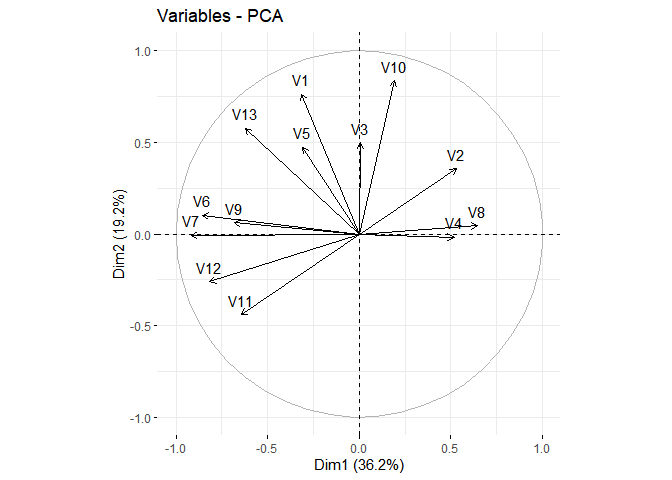 Variables - PCA
1.0
0.5
0.0
-0.5
-1.0
Dim2 (19.2%)
V10
V1
V13
V5
V3
V2
V6
V9
V8
V7
V4
V12
V11
-1.0
-0.5
0.0
0.5
1.0
Dim1 (36.2%)